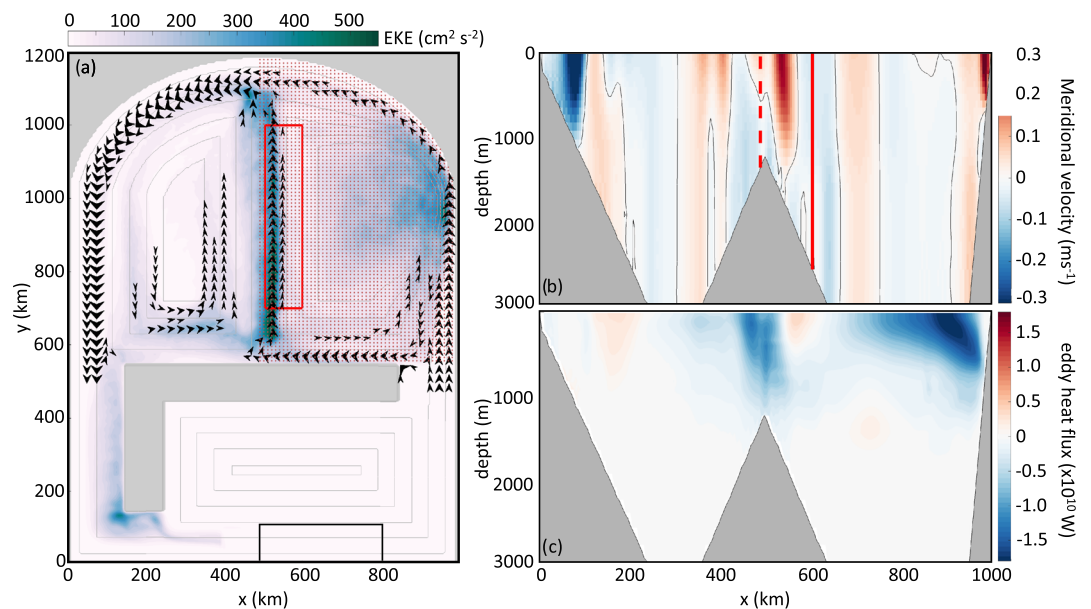 0 100 200 300 400 500
EKE (cm² s⁻²)
(a)
1200
1000
1000
800
600
400
200
0
y (km)
0 200 400 600 800
x (km)
0
1000
2000
3000
depth (m)
(b)
0.3
0.2
0.1
0
-0.1
-0.2
-0.3
Meridional velocity (ms⁻¹)
0
1000
2000
3000
depth (m)
(c)
0 200 400 600 800 1000
x (km)
1.5
1.0
0.5
0
-0.5
-1.0
-1.5
eddy heat flux (x10¹⁰ W)